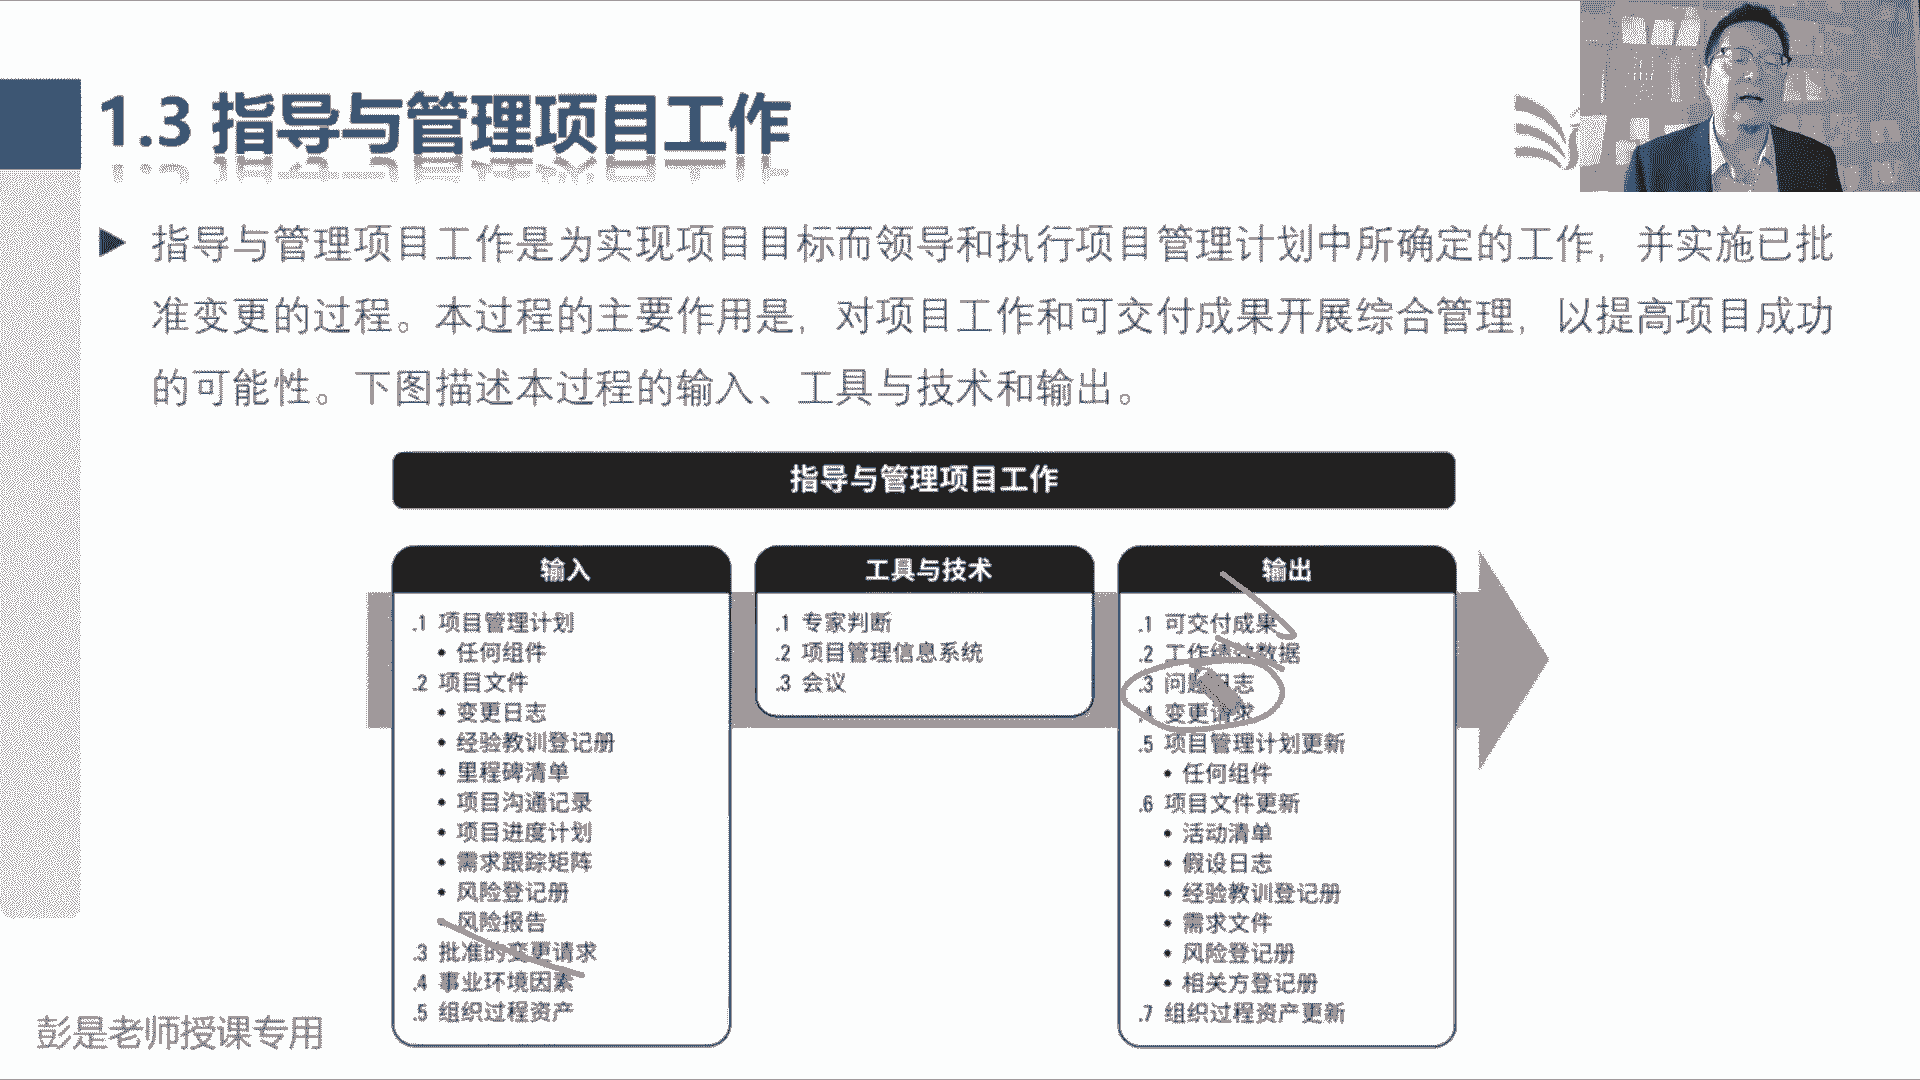 1.3 指导与管理项目工作
指导与管理项目工作是为实现项目目标而领导和执行项目管理计划中所确定的工作，并实施已批
准变更的过程。本过程的主要作用是，对项目工作和可交付成果开展综合管理，以提高项目成功
的可能性。下图描述本过程的输入、工具与技术和输出。
指导与管理项目工作
输入
.1 项目管理计划
• 任何组件
.2 项目文件
• 变更日志
• 经验教训登记册
• 里程碑清单
• 项目沟通记录
• 项目进度计划
• 需求跟踪矩阵
• 风险登记册
风险报告
.3 批准的变更请求
.4 事业环境因素
.5 组织过程资产
工具与技术
.1 专家判断
.2 项目管理信息系统
.3 会议
输出
.1 可交付成果
.2 工作绩效数据
.3 问题日志
.4 变更请求
.5 项目管理计划更新
• 任何组件
.6 项目文件更新
• 活动清单
• 假设日志
• 经验教训登记册
• 需求文件
• 风险登记册
• 相关方登记册
.7 组织过程资产更新
彭是老师授课专用